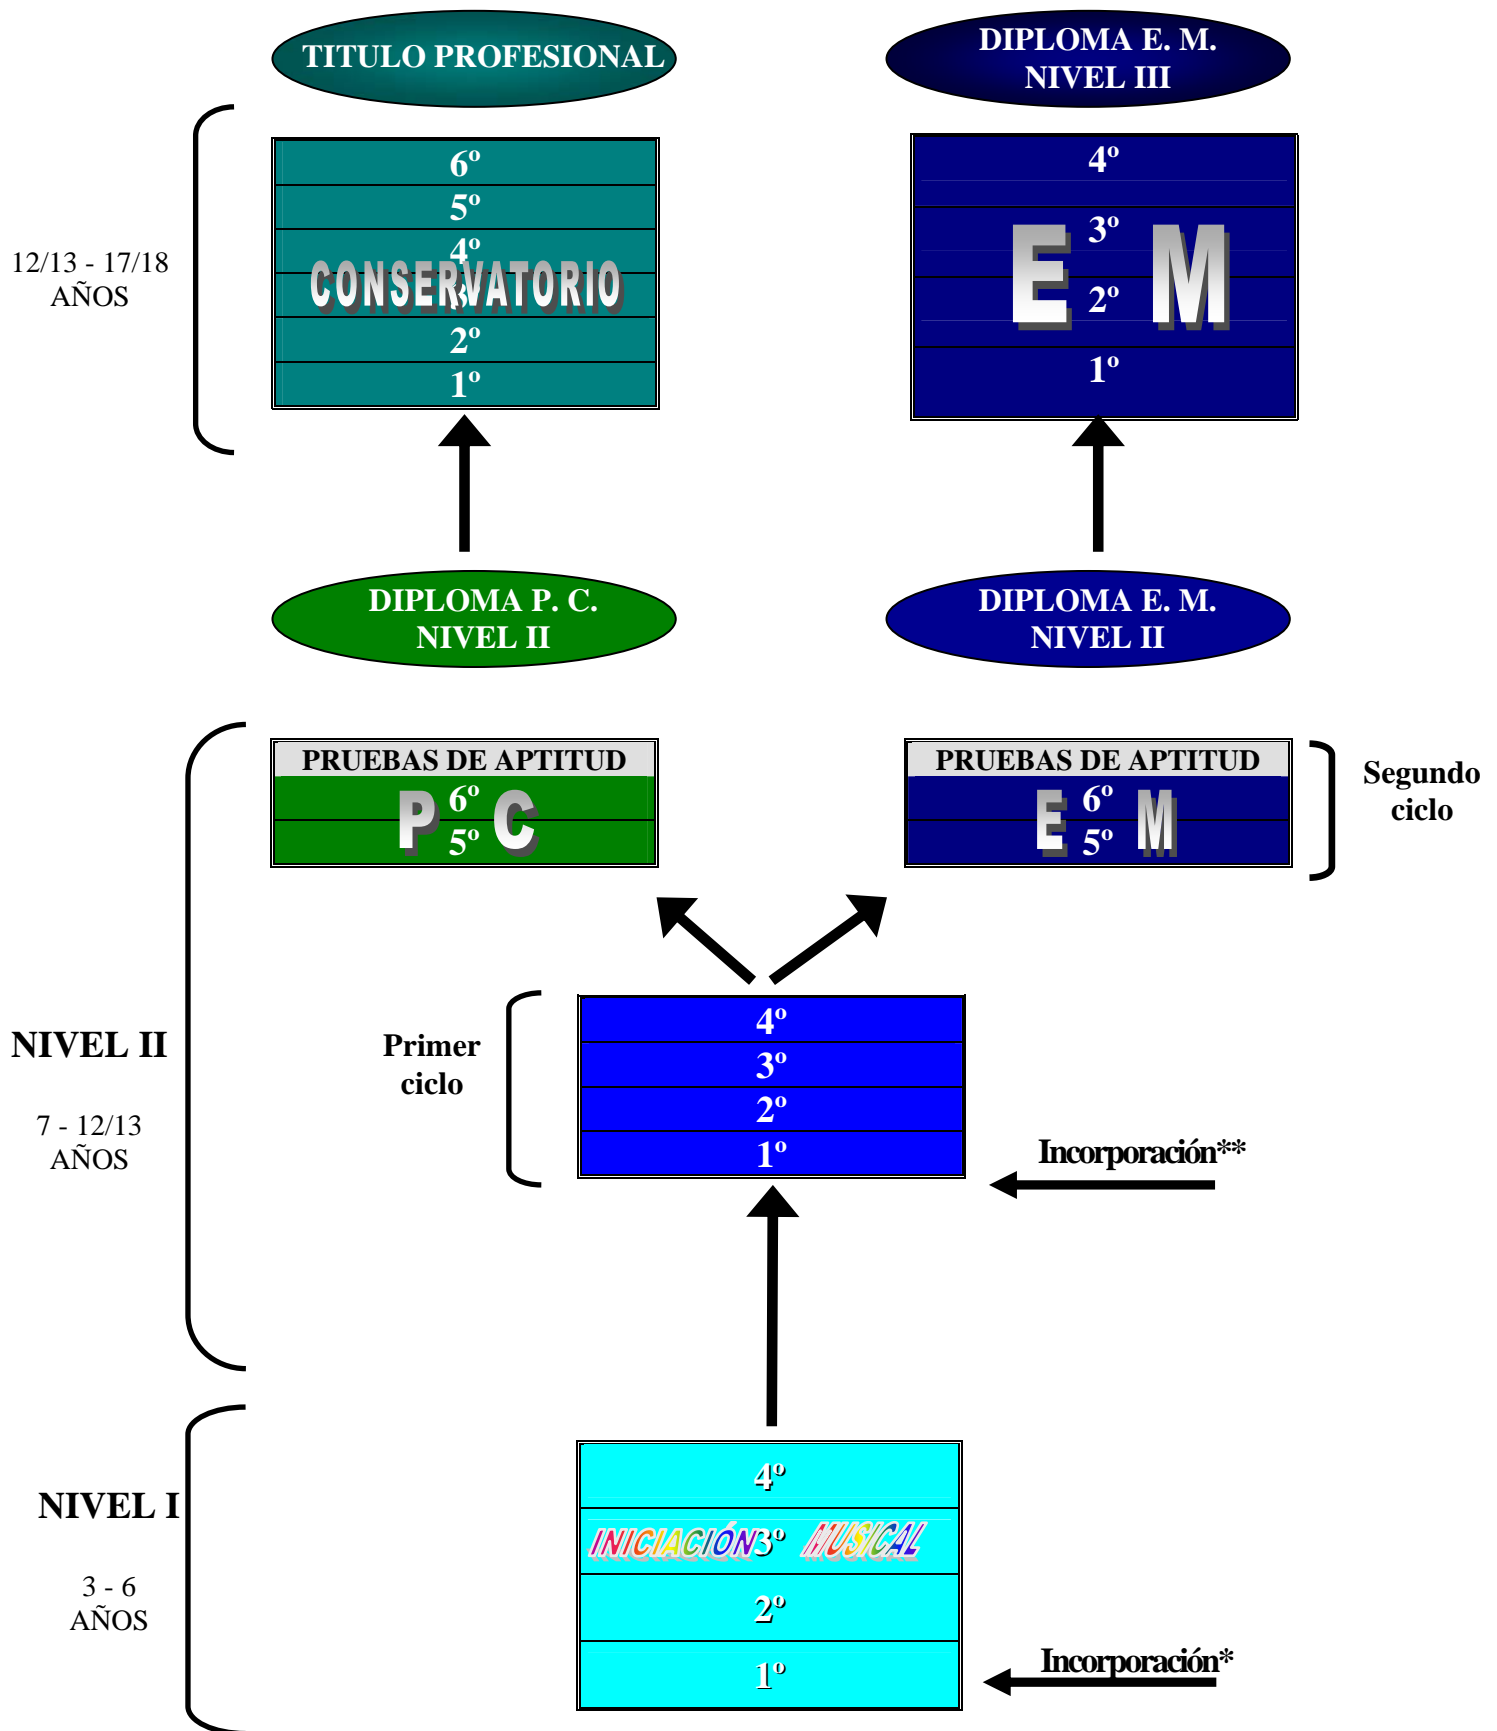 TITULO PROFESIONAL
DIPLOMA E. M.
NIVEL III
12/13 - 17/18
AÑOS
6º
5º
4º
CONSERVATORIO
3º
2º
1º
4º
3º
E M
2º
1º
DIPLOMA P. C.
NIVEL II
DIPLOMA E. M.
NIVEL II
PRUEBAS DE APTITUD
6º
P C
5º
PRUEBAS DE APTITUD
6º
E M
5º
Segundo
ciclo
NIVEL II
7 - 12/13
AÑOS
Primer
ciclo
4º
3º
2º
1º
Incorporación**
NIVEL I
3 - 6
AÑOS
4º
INICIACIÓN 3º MUSICAL
2º
1º
Incorporación*